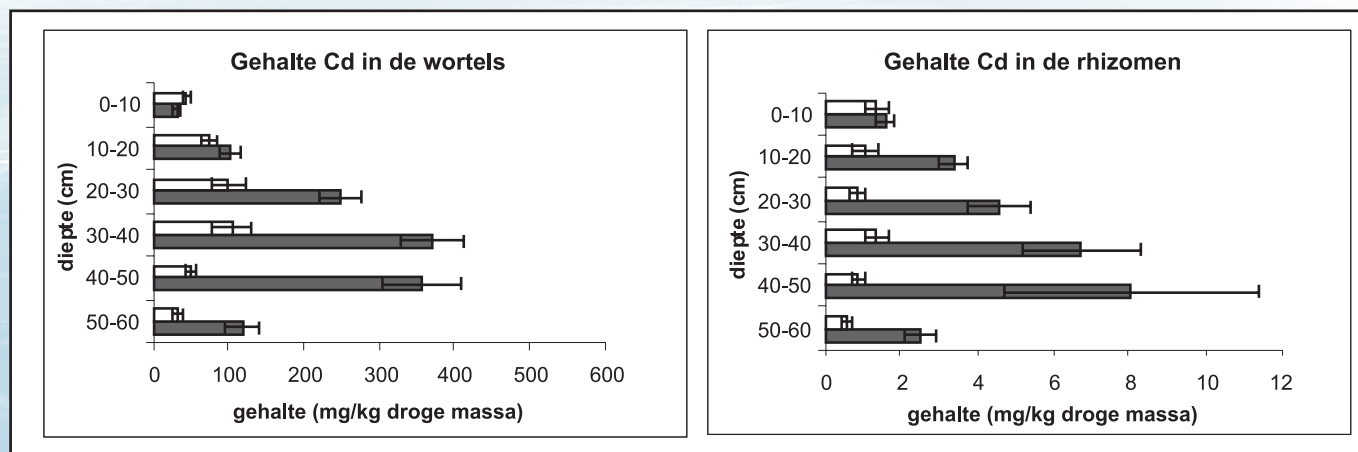 Gehalte Cd in de wortels
diepte (cm)
0-10
10-20
20-30
30-40
40-50
50-60
0 100 200 300 400 500 600
gehalte (mg/kg droge massa)
Gehalte Cd in de rhizomen
diepte (cm)
0-10
10-20
20-30
30-40
40-50
50-60
0 2 4 6 8 10 12
gehalte (mg/kg droge massa)